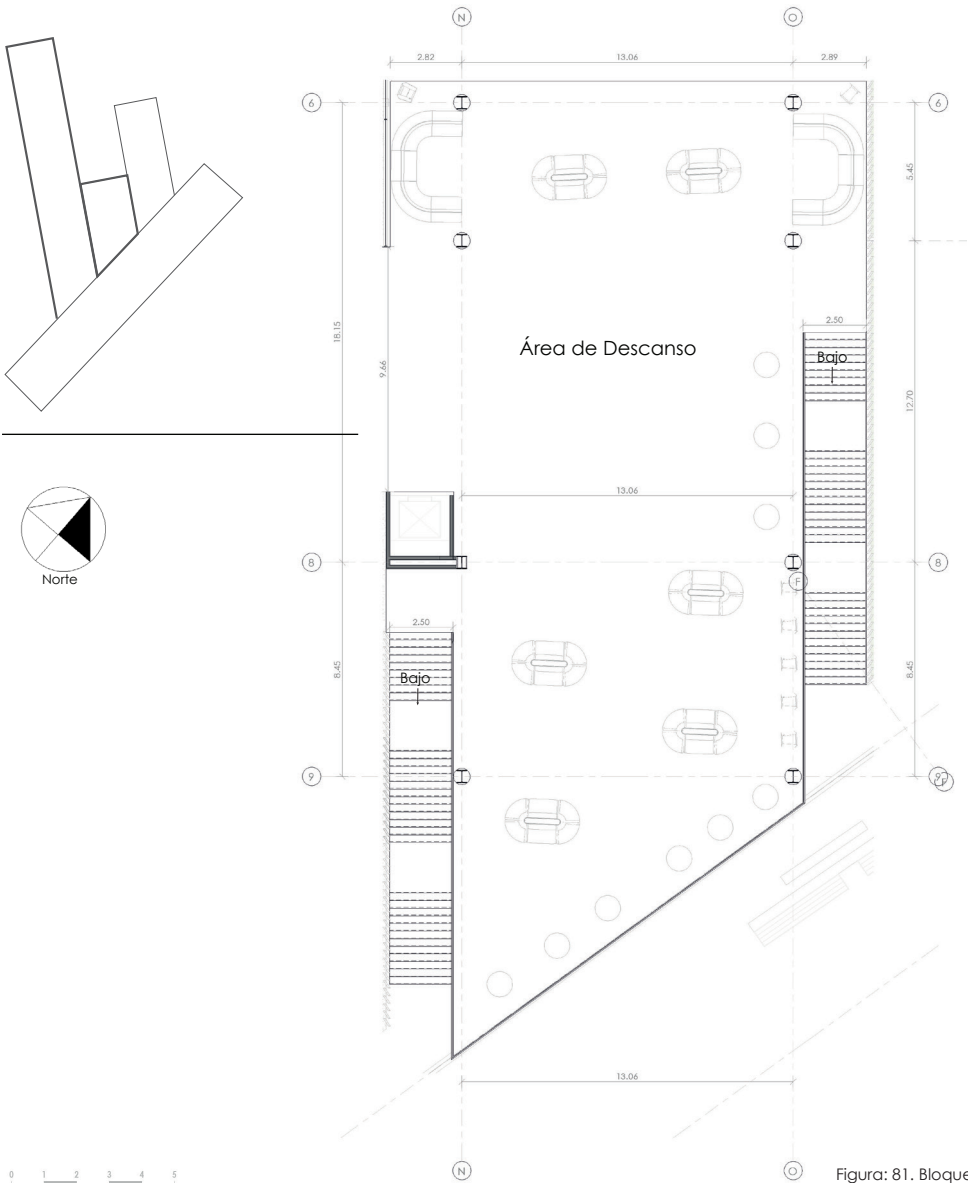 N
O
2.82
13.06
2.89
6
6
5.45
18.15
9.66
2.50
Área de Descanso
Bajo
12.70
13.06
Norte
8
8
F
2.50
8.45
Bajo
8.45
9
9
F
13.06
0 1 2 3 4 5
N
O
Figura: 81. Bloque